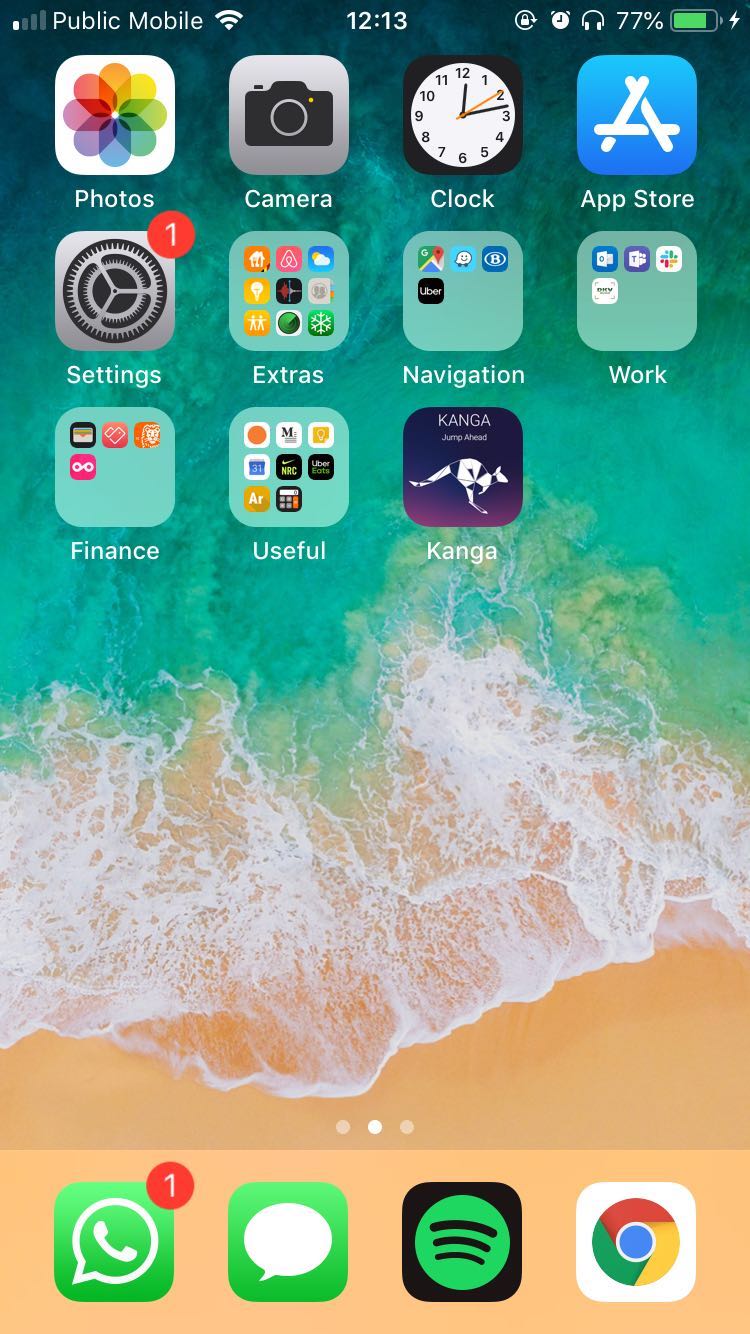 Public Mobile 12:13 77%
12
11 1
10 2
9 3
8 4
7 5
6
Photos Camera Clock App Store
1
G B
Uber
Settings Extras Navigation Work
KANGA
Jump Ahead
M
31 NRC Uber Eats
Ar
Finance Useful Kanga
1